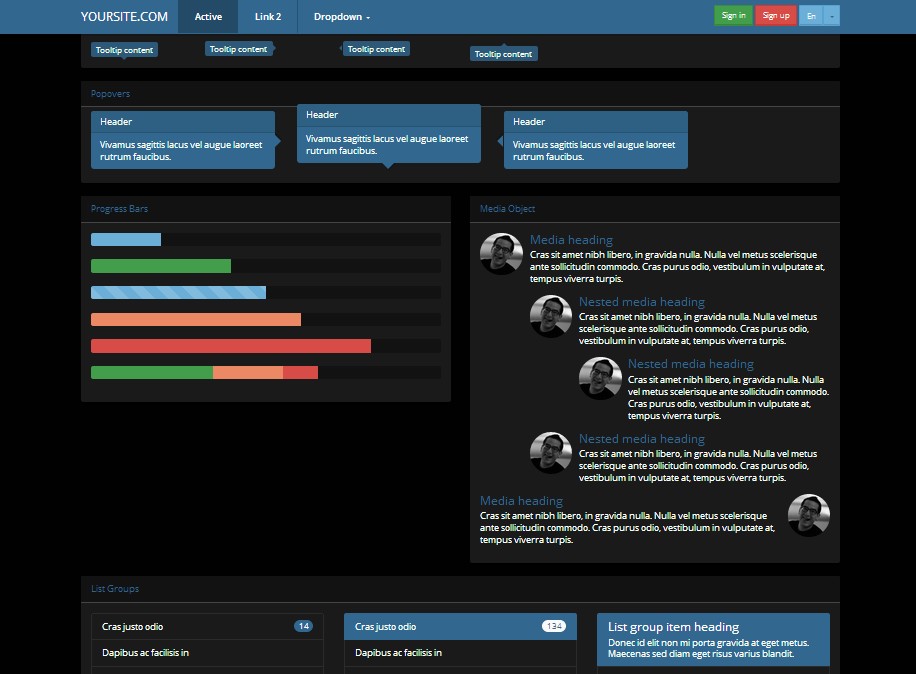 YOURSITE.COM
Active
Link 2
Dropdown
Sign in
Sign up
En
Tooltip content
Tooltip content
Tooltip content
Tooltip content
Popovers
Header
Vivamus sagittis lacus vel augue laoreet
rutrum faucibus.
Header
Vivamus sagittis lacus vel augue laoreet
rutrum faucibus.
Header
Vivamus sagittis lacus vel augue laoreet
rutrum faucibus.
Progress Bars
Media Object
Media heading
Cras sit amet nibh libero, in gravida nulla. Nulla vel metus scelerisque
ante sollicitudin commodo. Cras purus odio, vestibulum in vulputate at,
tempus viverra turpis.
Nested media heading
Cras sit amet nibh libero, in gravida nulla. Nulla vel metus
scelerisque ante sollicitudin commodo. Cras purus odio,
vestibulum in vulputate at, tempus viverra turpis.
Nested media heading
Cras sit amet nibh libero, in gravida nulla. Nulla
vel metus scelerisque ante sollicitudin commodo.
Cras purus odio, vestibulum in vulputate at,
tempus viverra turpis.
Nested media heading
Cras sit amet nibh libero, in gravida nulla. Nulla vel metus
scelerisque ante sollicitudin commodo. Cras purus odio,
vestibulum in vulputate at, tempus viverra turpis.
Media heading
Cras sit amet nibh libero, in gravida nulla. Nulla vel metus scelerisque
ante sollicitudin commodo. Cras purus odio, vestibulum in vulputate at,
tempus viverra turpis.
List Groups
Cras justo odio
14
Dapibus ac facilisis in
Cras justo odio
134
Dapibus ac facilisis in
List group item heading
Donec id elit non mi porta gravida at eget metus.
Maecenas sed diam eget risus varius blandit.